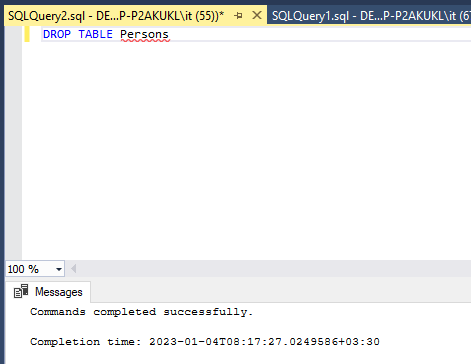 SQLQuery2.sql - DE...P-P2AKUKL\it (55))* SQLQuery1.sql - DE...P-P2AKUKL\it (6
DROP TABLE Persons
100 %
Messages
Commands completed successfully.
Completion time: 2023-01-04T08:17:27.0249586+03:30